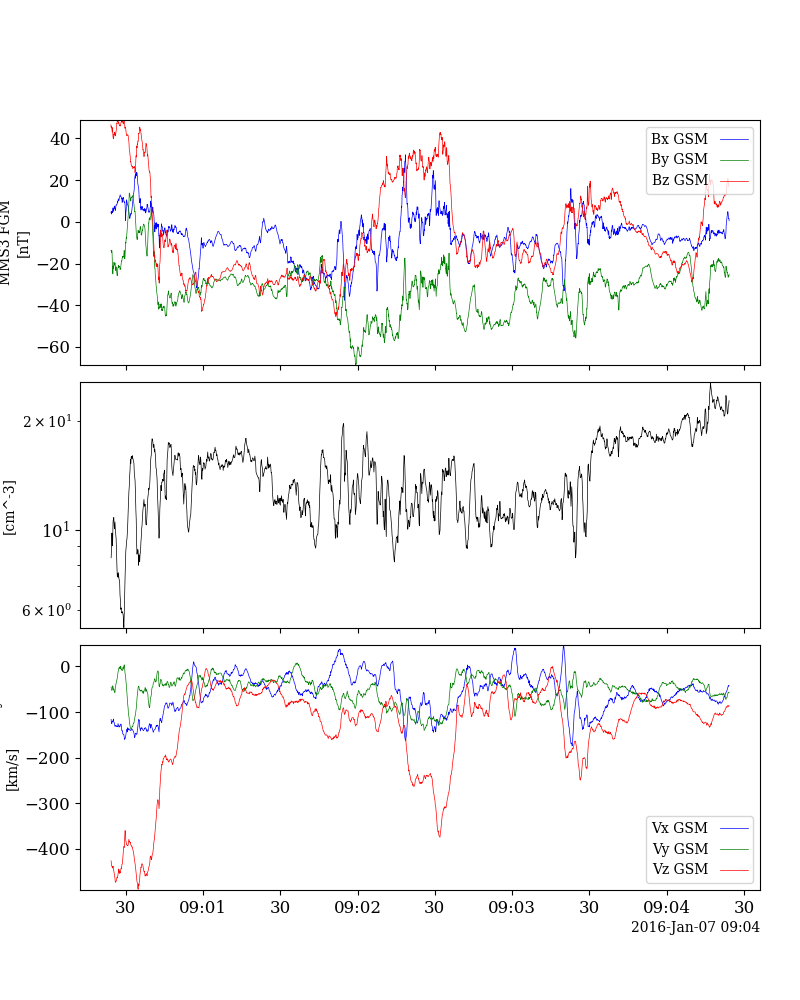 40
20
0
−20
−40
−60
MMS3 FGM
[nT]
Bx GSM
By GSM
Bz GSM
2 × 10¹
10¹
6 × 10⁰
[cm^-3]
0
−100
−200
−300
−400
[km/s]
Vx GSM
Vy GSM
Vz GSM
30 09:01 30 09:02 30 09:03 30 09:04 30
2016-Jan-07 09:04